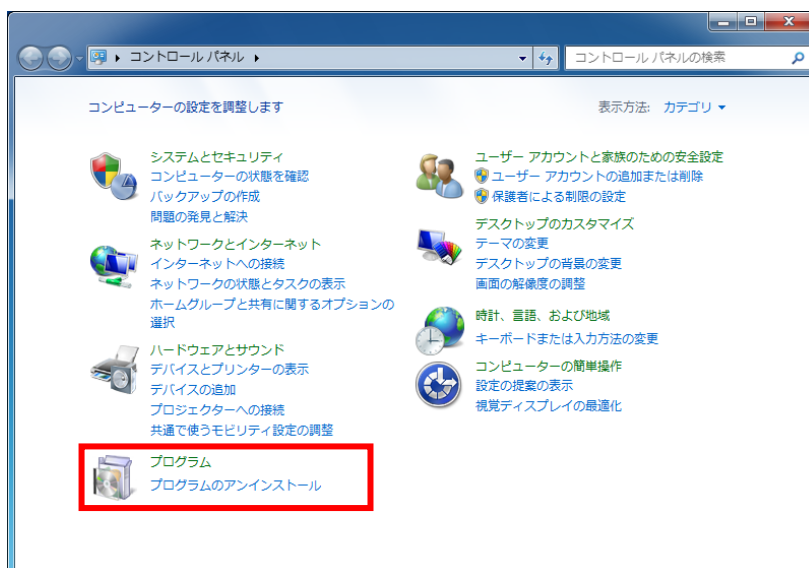 コントロール パネル
コントロール パネルの検索
コンピューターの設定を調整します
表示方法: カテゴリ
システムとセキュリティ
コンピューターの状態を確認
バックアップの作成
問題の発見と解決
ネットワークとインターネット
インターネットへの接続
ネットワークの状態とタスクの表示
ホームグループと共有に関するオプションの
選択
ハードウェアとサウンド
デバイスとプリンターの表示
デバイスの追加
プロジェクターへの接続
共通で使うモビリティ設定の調整
プログラム
プログラムのアンインストール
ユーザー アカウントと家族のための安全設定
ユーザー アカウントの追加または削除
保護者による制限の設定
デスクトップのカスタマイズ
テーマの変更
デスクトップの背景の変更
画面の解像度の調整
時計、言語、および地域
キーボードまたは入力方法の変更
コンピューターの簡単操作
設定の提案の表示
視覚ディスプレイの最適化